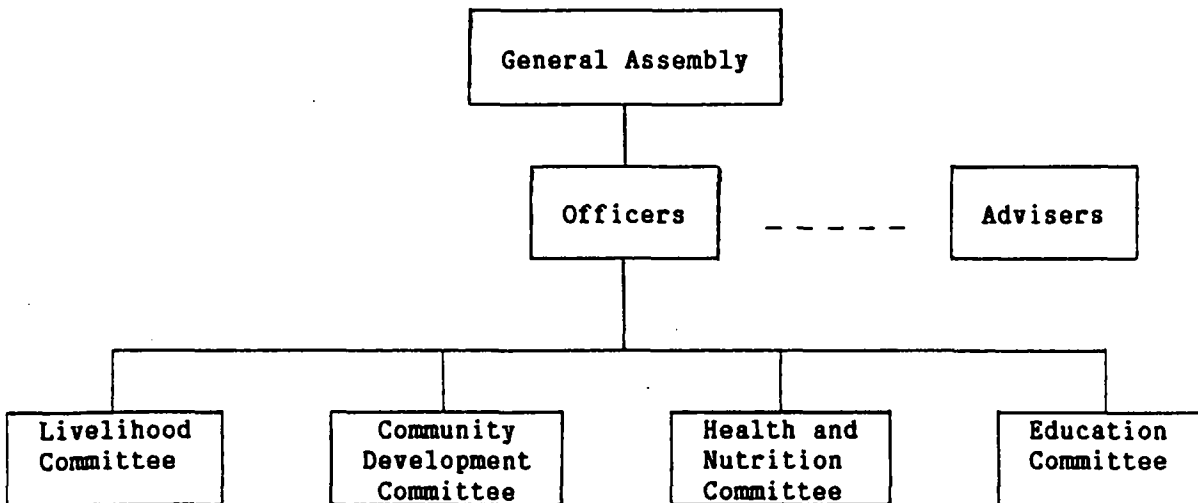 General Assembly
Officers
Advisers
Livelihood
Committee
Community
Development
Committee
Health and
Nutrition
Committee
Education
Committee